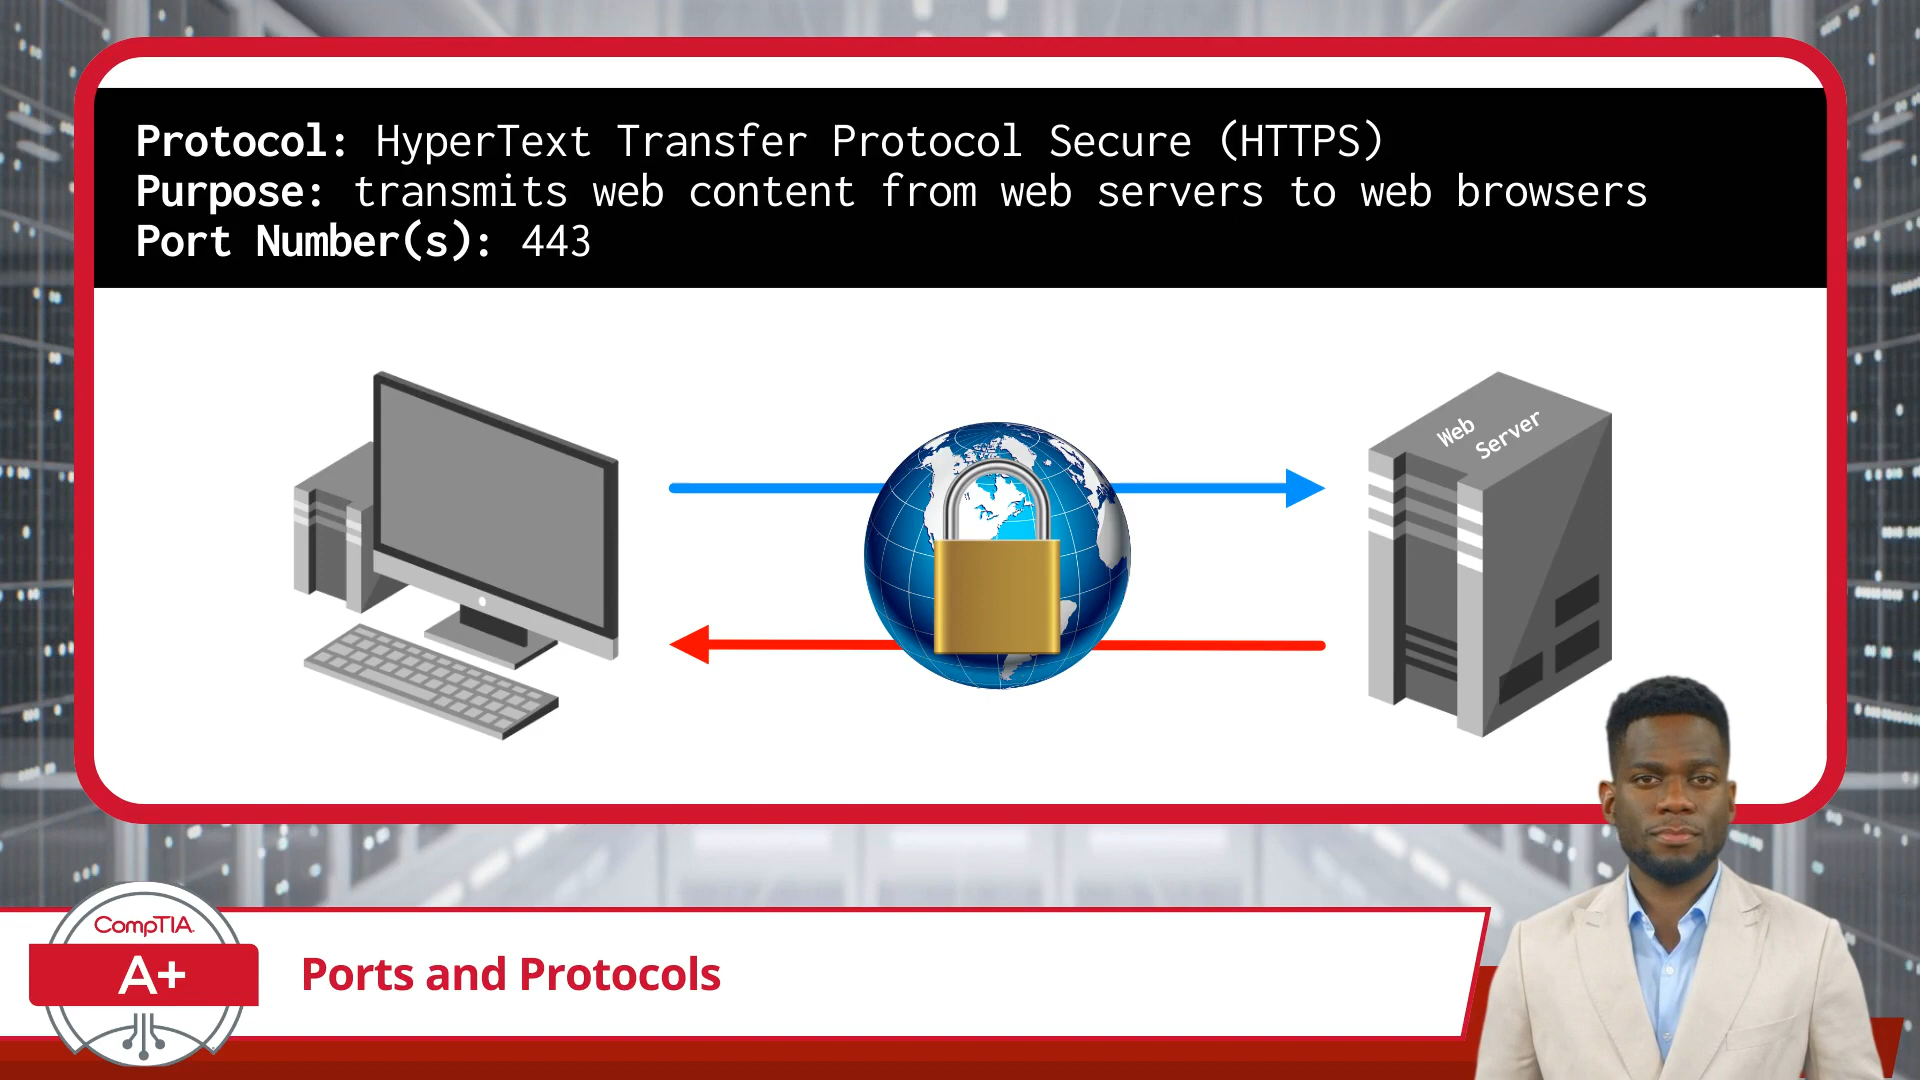 Protocol: HyperText Transfer Protocol Secure (HTTPS)
Purpose: transmits web content from web servers to web browsers
Port Number(s): 443
Web
Server
CompTIA.
A+
Ports and Protocols